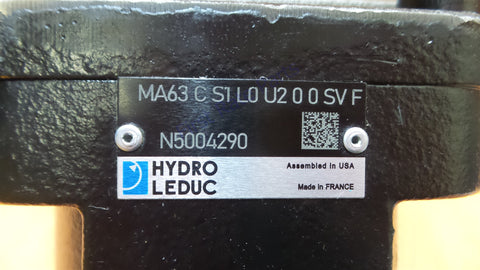 MA63 C S1 L0 U2 0 0 SV F
N5004290
HYDRO
LEDUC
Assembled in USA
Made in FRANCE